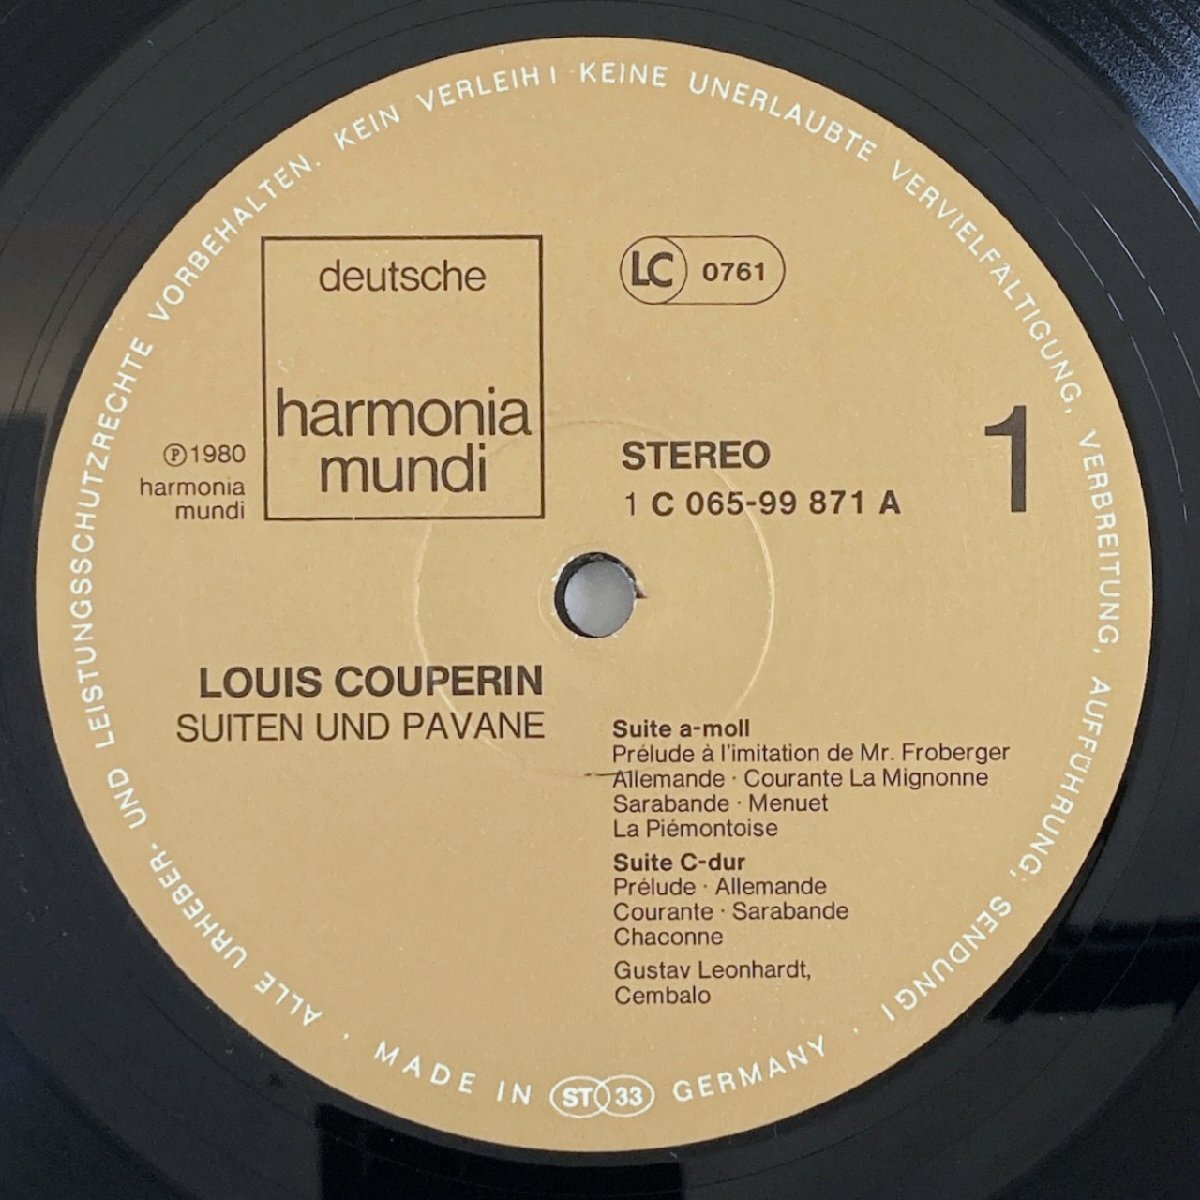 ALLE URHEBER- UND LEISTUNGSSCHUTZRECHTE VORBEHALTEN. KEIN VERLEIH! KEINE UNERLAUBTE VERVIELFÄLTIGUNG, VERBREITUNG, AUFFÜHRUNG, SENDUNG!
deutsche
harmonia
mundi
LC 0761
℗1980
harmonia
mundi
STEREO
1 C 065-99 871 A
1
LOUIS COUPERIN
SUITEN UND PAVANE
Suite a-moll
Prélude à l'imitation de Mr. Froberger
Allemande · Courante La Mignonne
Sarabande · Menuet
La Piémontoise
Suite C-dur
Prélude · Allemande
Courante · Sarabande
Chaconne
Gustav Leonhardt,
Cembalo
· MADE IN ST 33 GERMANY ·